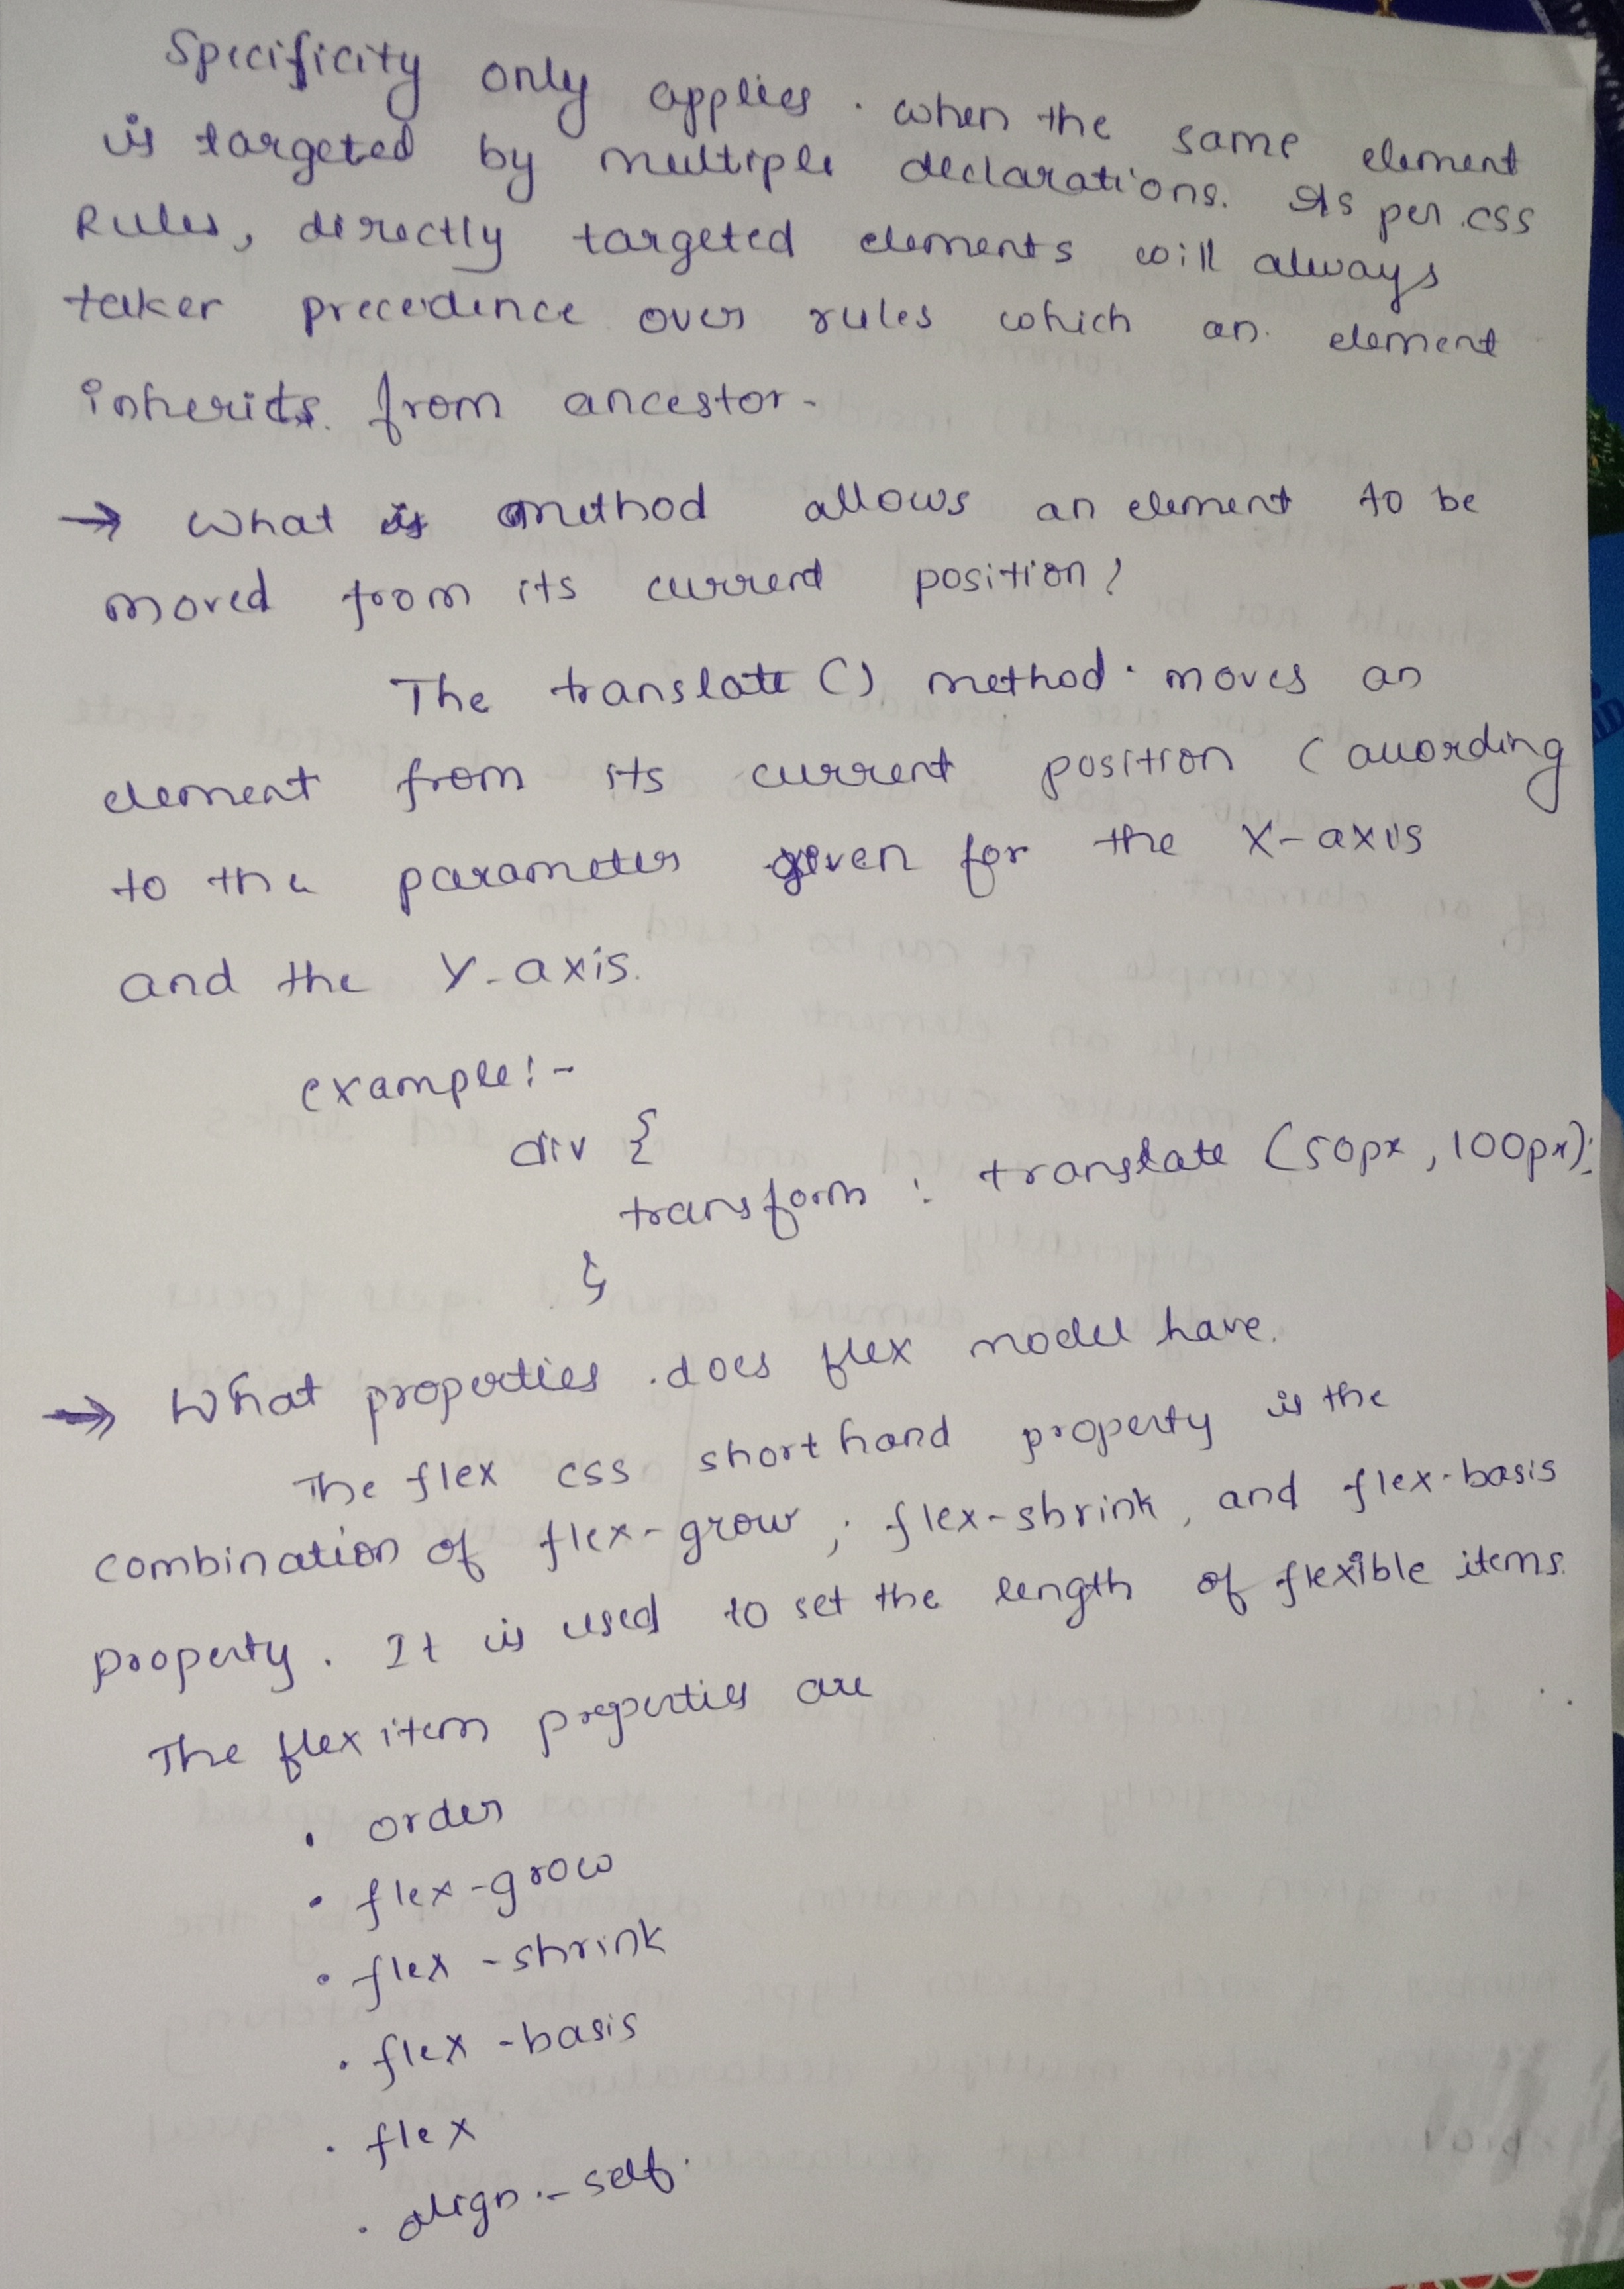 Specificity only applies. when the same element
is targeted by multiple declarations. As per css
Rules, directly targeted elements will always
taker precedence over rules which an element
inherits from ancestor.
→ What is method allows an element to be
moved from its current position?
The translate () method. moves an
element from its current position (according
to the parameters given for the X-axis
and the Y-axis.
example:-
div {
transform : translate (50px, 100px);
}
→ What properties does flex model have.
The flex css short hand property is the
combination of flex-grow, flex-shrink, and flex-basis
property. It is used to set the length of flexible items.
The flex item properties are
• order
• flex-grow
• flex-shrink
• flex-basis
• flex
• align-self.